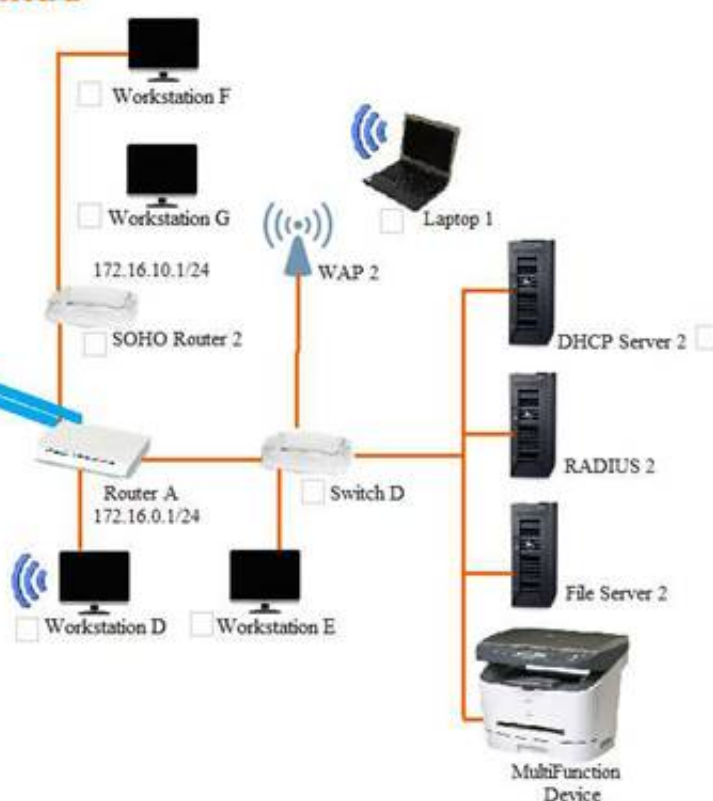 Workstation F
Workstation G
Laptop 1
172.16.10.1/24
WAP 2
SOHO Router 2
DHCP Server 2
RADIUS 2
Router A
172.16.0.1/24
Switch D
File Server 2
Workstation D
Workstation E
MultiFunction
Device